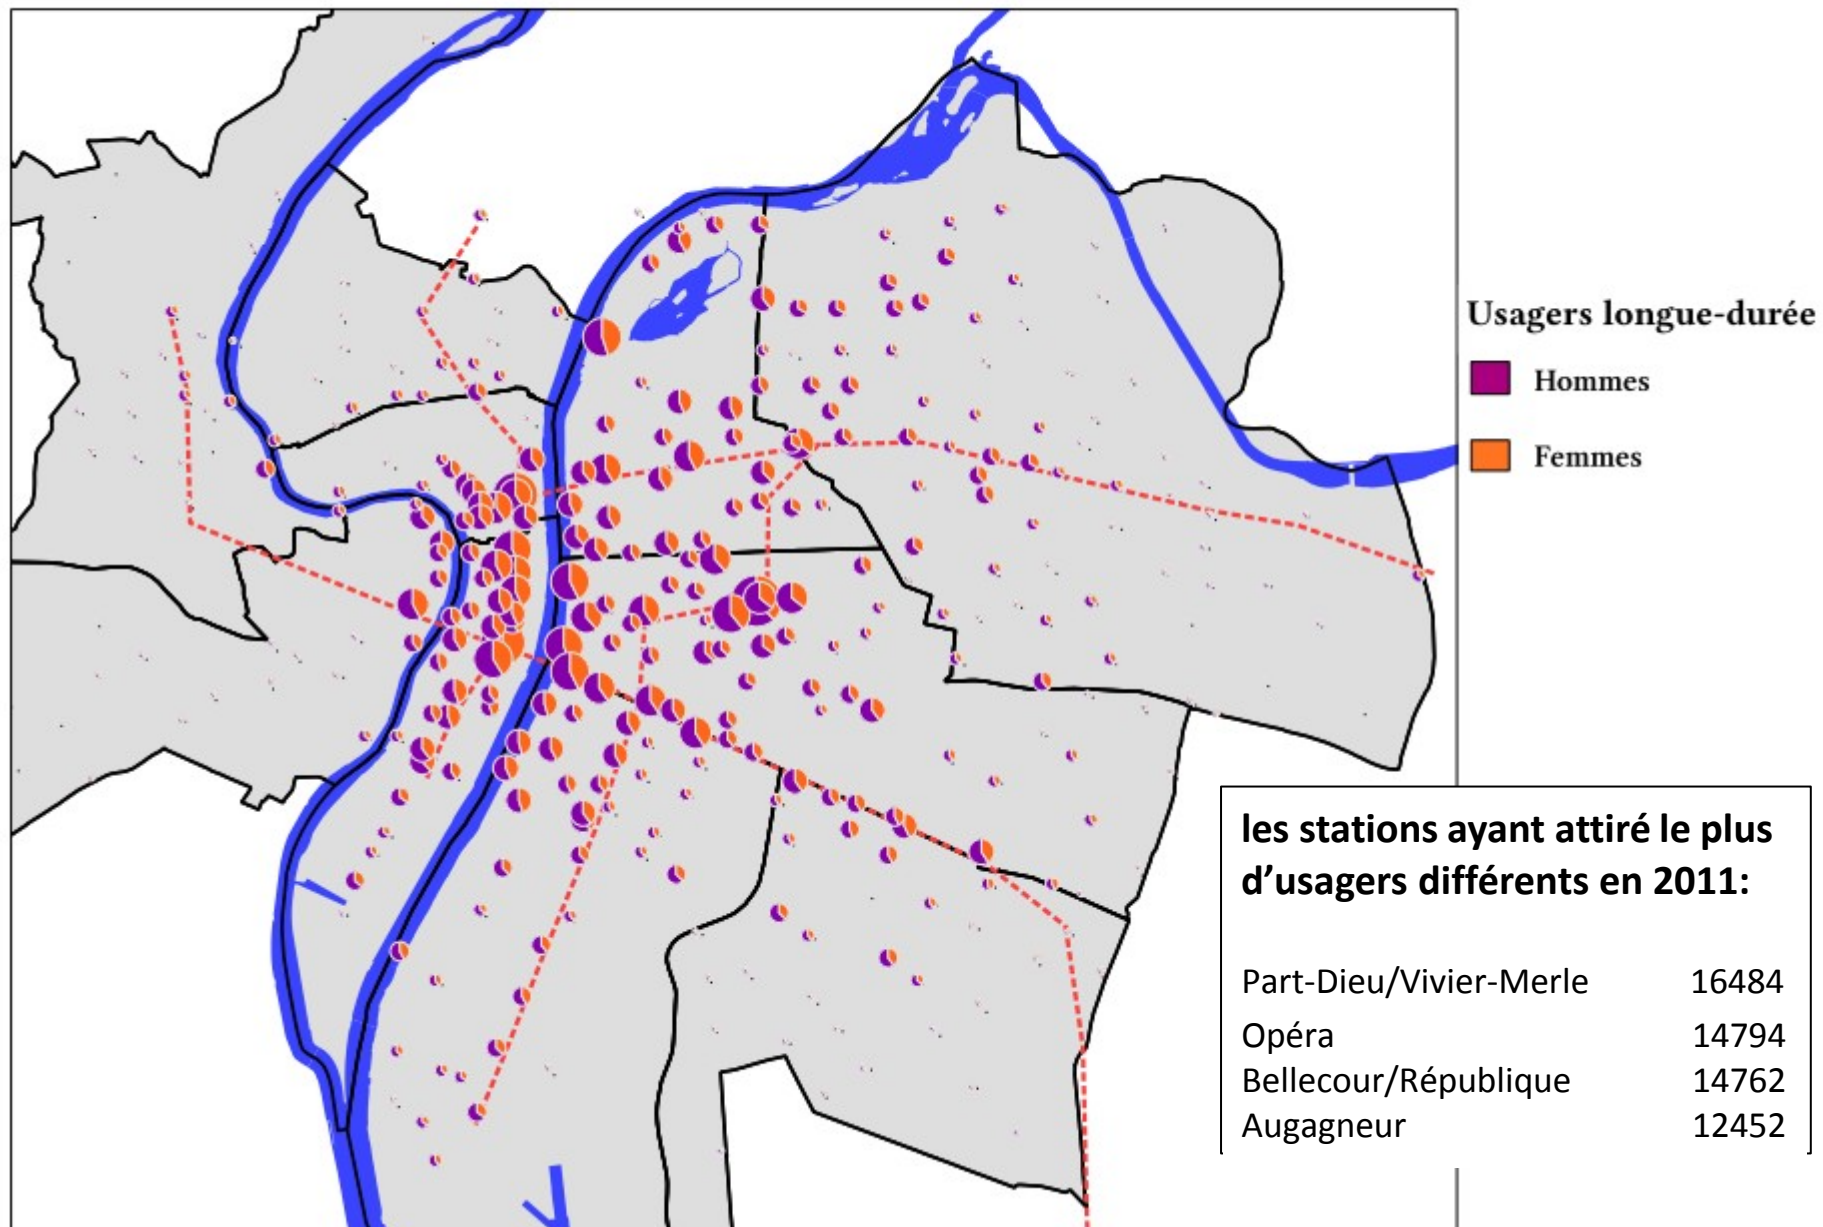 Usagers longue-durée
Hommes
Femmes
les stations ayant attiré le plus
d’usagers différents en 2011:
Part-Dieu/Vivier-Merle 16484
Opéra 14794
Bellecour/République 14762
Augagneur 12452